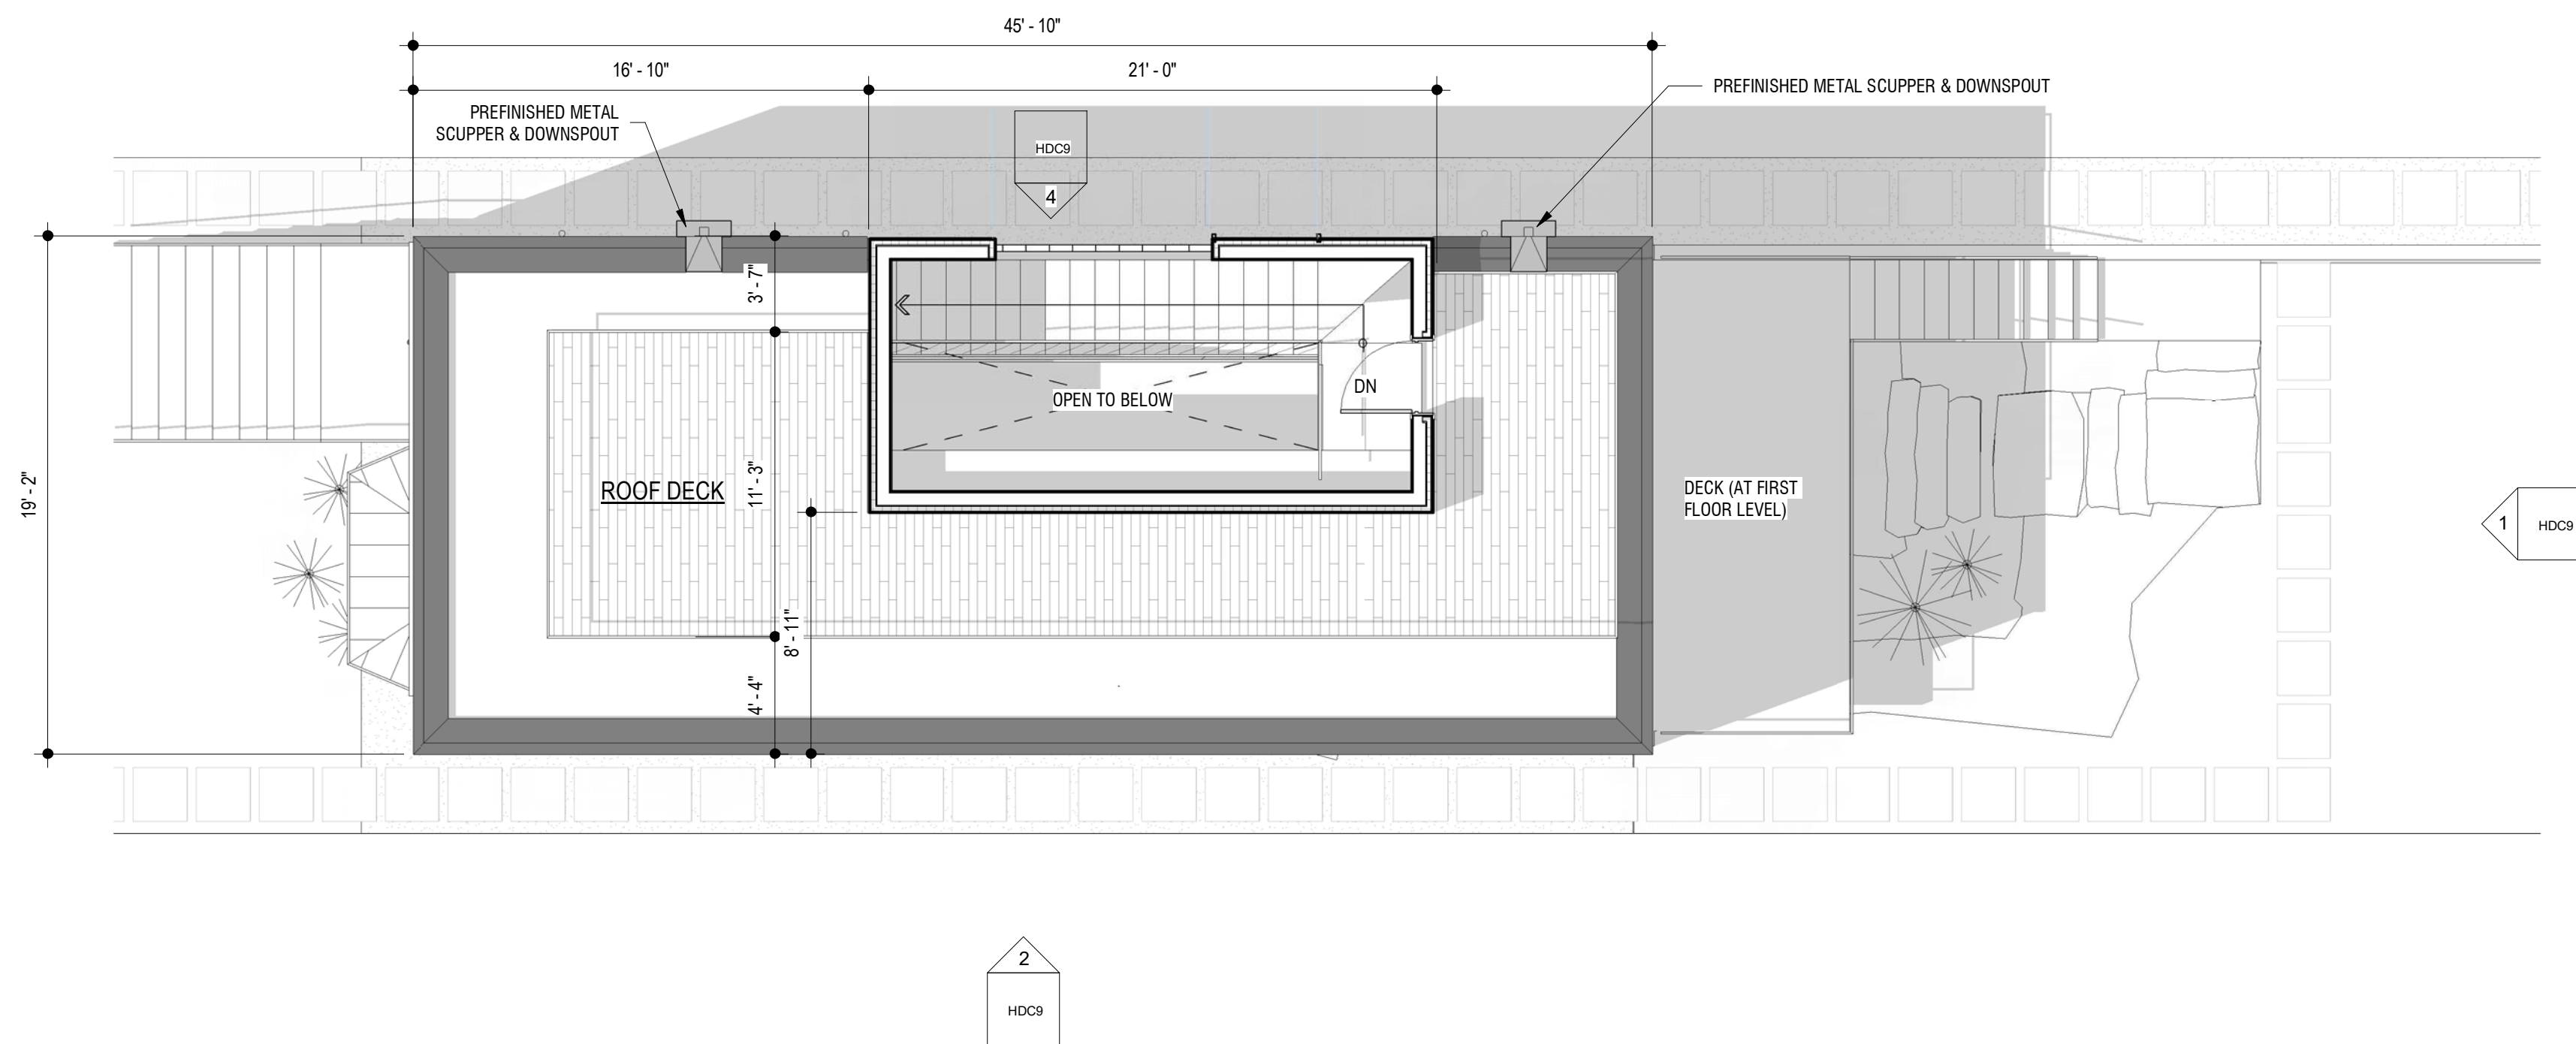 45' - 10"
16' - 10"
21' - 0"
PREFINISHED METAL
SCUPPER & DOWNSPOUT
PREFINISHED METAL SCUPPER & DOWNSPOUT
HDC9
4
3' - 7"
DN
OPEN TO BELOW
19' - 2"
ROOF DECK
11' - 3"
DECK (AT FIRST
FLOOR LEVEL)
1
HDC9
8' - 11"
4' - 4"
2
HDC9